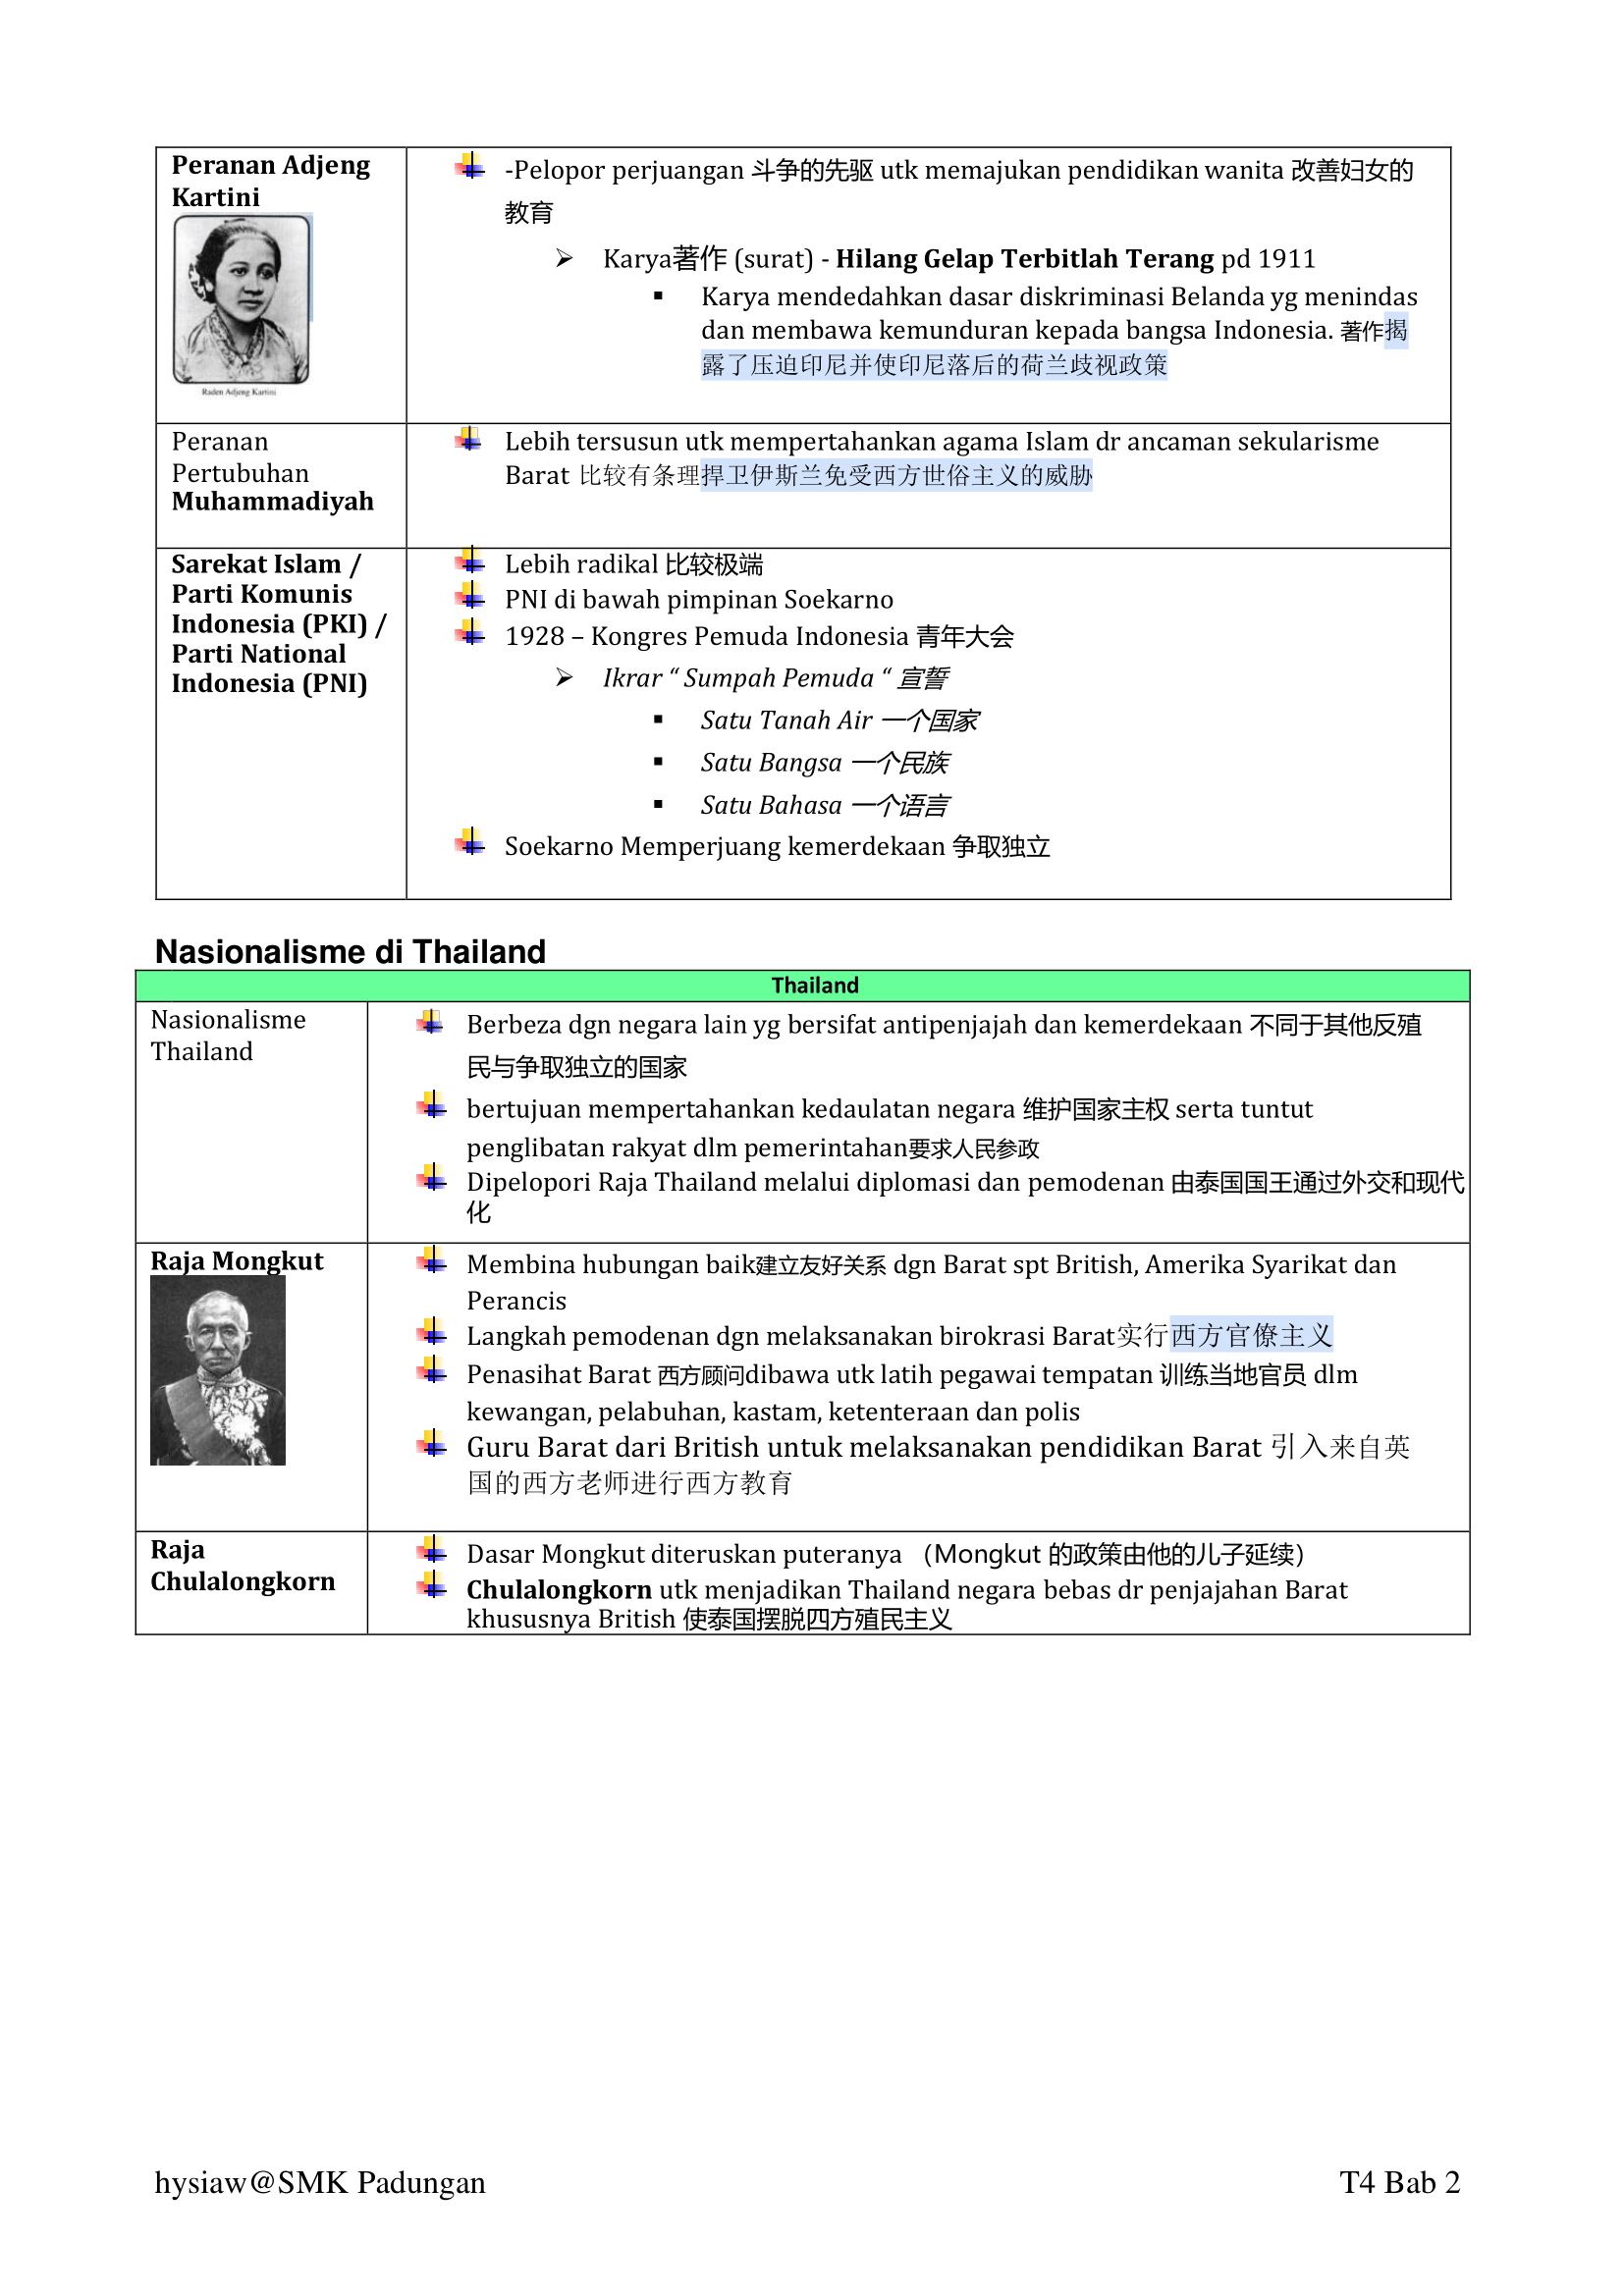 Peranan Adjeng
Kartini
Raden Adjeng Kartini
-Pelopor perjuangan 斗争的先驱 utk memajukan pendidikan wanita 改善妇女的
教育
Karya著作 (surat) - Hilang Gelap Terbitlah Terang pd 1911
Karya mendedahkan dasar diskriminasi Belanda yg menindas
dan membawa kemunduran kepada bangsa Indonesia. 著作揭
露了压迫印尼并使印尼落后的荷兰歧视政策
Peranan
Pertubuhan
Muhammadiyah
Lebih tersusun utk mempertahankan agama Islam dr ancaman sekularisme
Barat 比较有条理捍卫伊斯兰免受西方世俗主义的威胁
Sarekat Islam /
Parti Komunis
Indonesia (PKI) /
Parti National
Indonesia (PNI)
Lebih radikal 比较极端
PNI di bawah pimpinan Soekarno
1928 – Kongres Pemuda Indonesia 青年大会
Ikrar “ Sumpah Pemuda “ 宣誓
Satu Tanah Air 一个国家
Satu Bangsa 一个民族
Satu Bahasa 一个语言
Soekarno Memperjuang kemerdekaan 争取独立
Nasionalisme di Thailand
Thailand
Nasionalisme
Thailand
Berbeza dgn negara lain yg bersifat antipenjajah dan kemerdekaan 不同于其他反殖
民与争取独立的国家
bertujuan mempertahankan kedaulatan negara 维护国家主权 serta tuntut
penglibatan rakyat dlm pemerintahan要求人民参政
Dipelopori Raja Thailand melalui diplomasi dan pemodenan 由泰国国王通过外交和现代
化
Raja Mongkut
Membina hubungan baik建立友好关系 dgn Barat spt British, Amerika Syarikat dan
Perancis
Langkah pemodenan dgn melaksanakan birokrasi Barat实行西方官僚主义
Penasihat Barat 西方顾问dibawa utk latih pegawai tempatan 训练当地官员 dlm
kewangan, pelabuhan, kastam, ketenteraan dan polis
Guru Barat dari British untuk melaksanakan pendidikan Barat 引入来自英
国的西方老师进行西方教育
Raja
Chulalongkorn
Dasar Mongkut diteruskan puteranya （Mongkut 的政策由他的儿子延续）
Chulalongkorn utk menjadikan Thailand negara bebas dr penjajahan Barat
khususnya British 使泰国摆脱四方殖民主义
hysiaw@SMK Padungan
T4 Bab 2